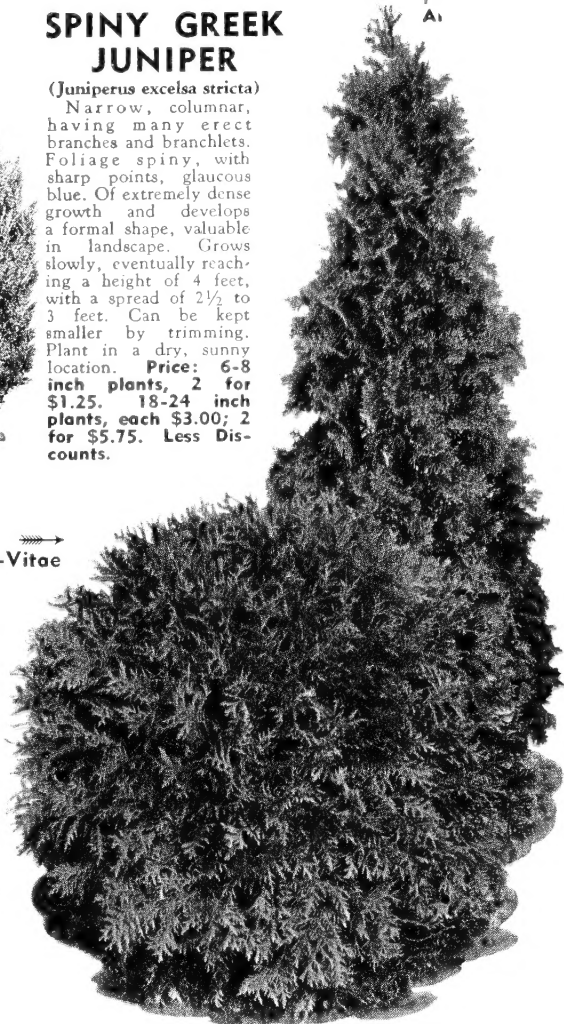 SPINY GREEK
JUNIPER
(Juniperus excelsa stricta)
Narrow, columnar,
having many erect
branches and branchlets.
Foliage spiny, with
sharp points, glaucous
blue. Of extremely dense
growth and develops
a formal shape, valuable
in landscape. Grows
slowly, eventually reach-
ing a height of 4 feet,
with a spread of 2½ to
3 feet. Can be kept
smaller by trimming.
Plant in a dry, sunny
location. Price: 6-8
inch plants, 2 for
$1.25. 18-24 inch
plants, each $3.00; 2
for $5.75. Less Dis-
counts.
-Vitae